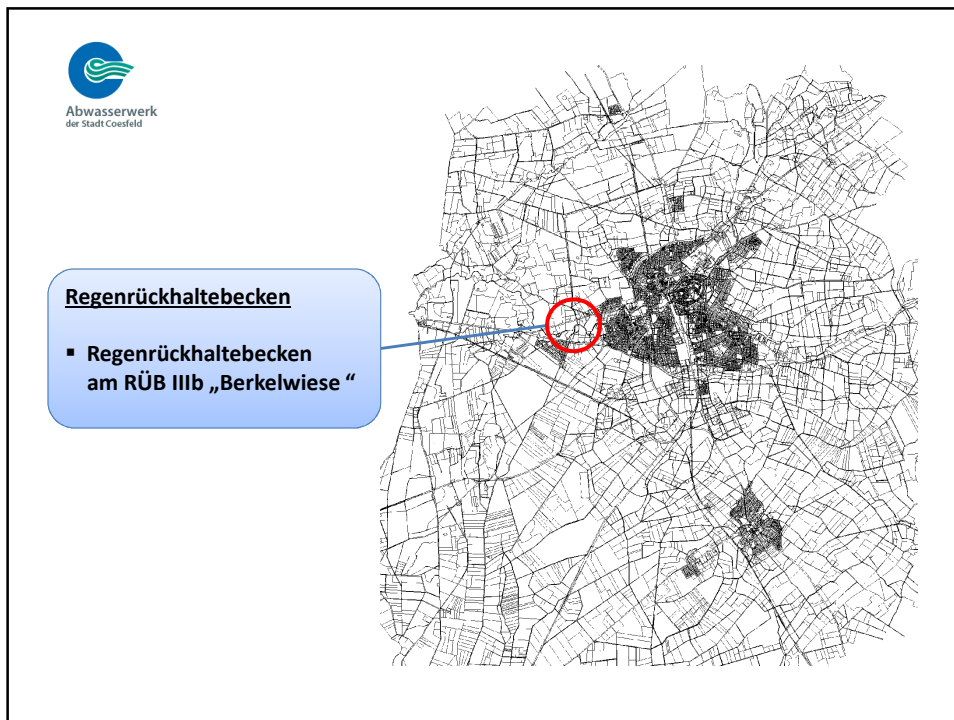 Abwasserwerk
der Stadt Coesfeld
Regenrückhaltebecken
▪ Regenrückhaltebecken
am RÜB IIIb „Berkelwiese “